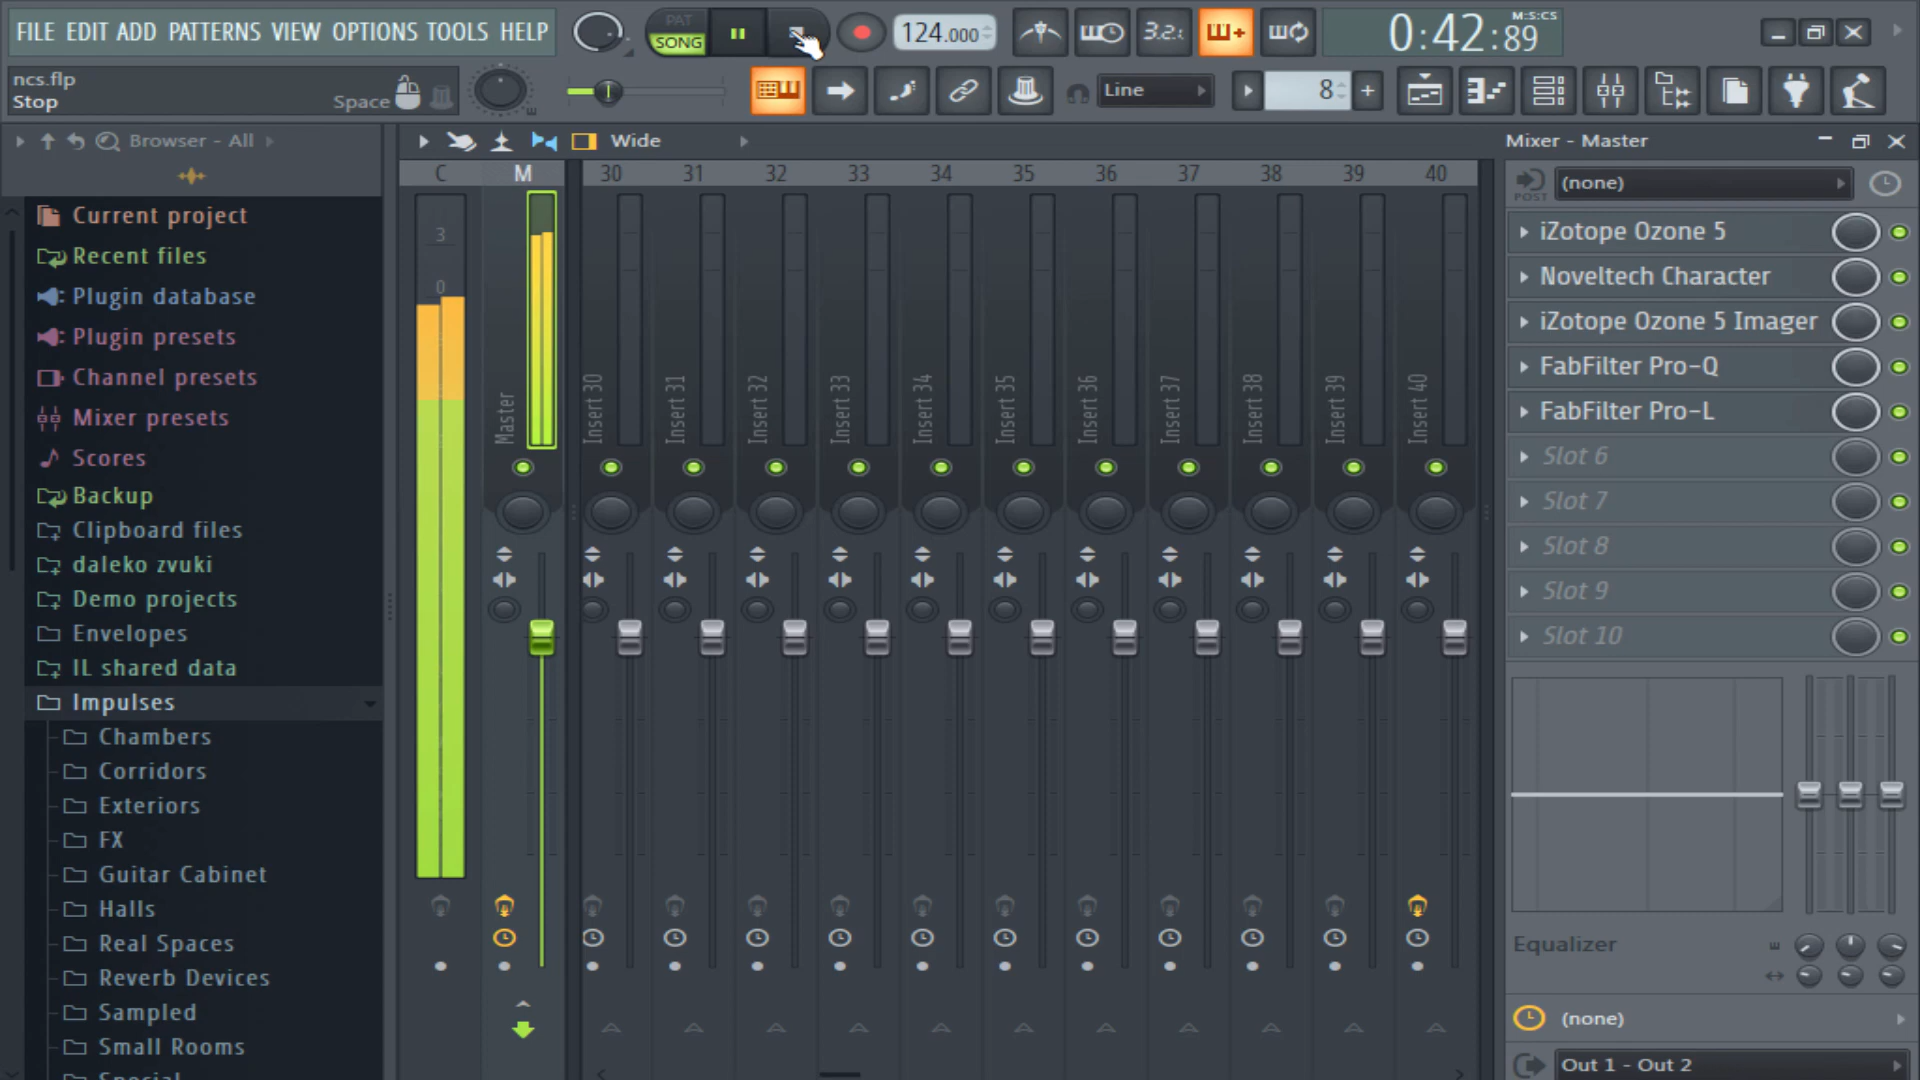 FILE EDIT ADD PATTERNS VIEW OPTIONS TOOLS HELP
PAT
SONG
124.000
3.2.
0:42:89
M:S:CS
ncs.flp
Stop
Space
Line
8
Browser - All
Wide
Mixer - Master
Current project
Recent files
Plugin database
Plugin presets
Channel presets
Mixer presets
Scores
Backup
Clipboard files
daleko zvuki
Demo projects
Envelopes
IL shared data
Impulses
Chambers
Corridors
Exteriors
FX
Guitar Cabinet
Halls
Real Spaces
Reverb Devices
Sampled
Small Rooms
Special
C M 30 31 32 33 34 35 36 37 38 39 40
3
0
Master
Insert 30
Insert 31
Insert 32
Insert 33
Insert 34
Insert 35
Insert 36
Insert 37
Insert 38
Insert 39
Insert 40
POST
(none)
iZotope Ozone 5
Noveltech Character
iZotope Ozone 5 Imager
FabFilter Pro-Q
FabFilter Pro-L
Slot 6
Slot 7
Slot 8
Slot 9
Slot 10
Equalizer
(none)
Out 1 - Out 2